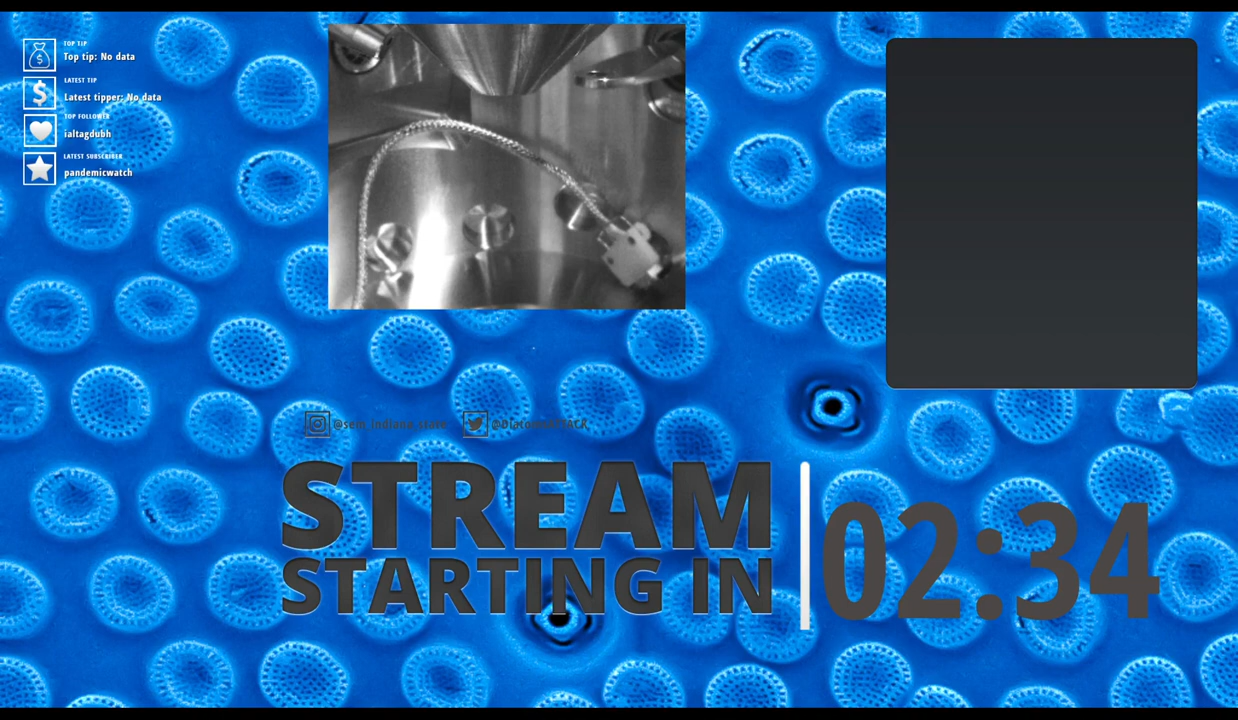 TOP TIP
Top tip: No data
LATEST TIP
Latest tipper: No data
TOP FOLLOWER
ialtagdubh
LATEST SUBSCRIBER
pandemicwatch
STREAM
STARTING IN
02:34